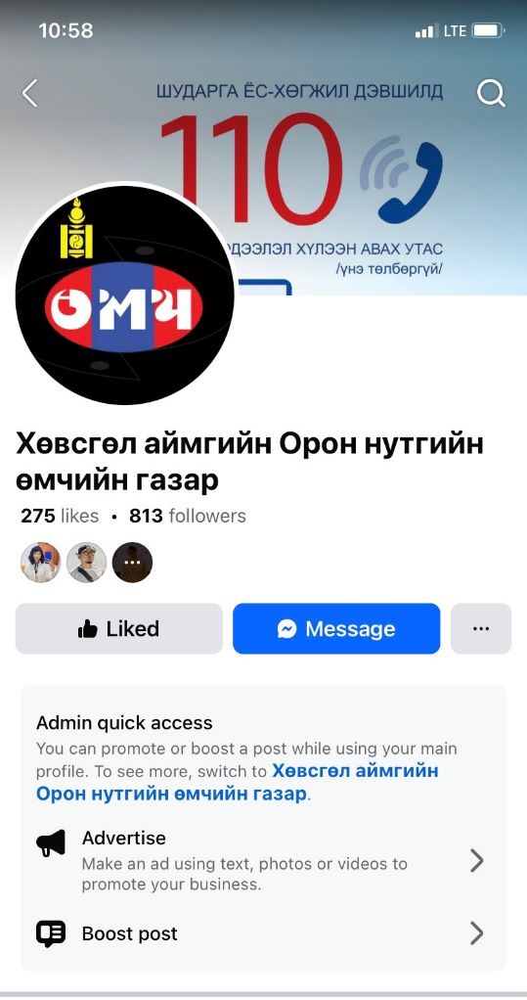 10:58
LTE
ШУДАРГА ЁС-ХӨГЖИЛ ДЭВШИЛД
110
ХҮЛЭЭН АВАХ УТАС
/үнэ төлбөргүй/
ӨМЧ
Хөвсгөл аймгийн Орон нутгийн
өмчийн газар
275 likes • 813 followers
Liked
Message
Admin quick access
You can promote or boost a post while using your main
profile. To see more, switch to Хөвсгөл аймгийн
Орон нутгийн өмчийн газар.
Advertise
Make an ad using text, photos or videos to
promote your business.
Boost post